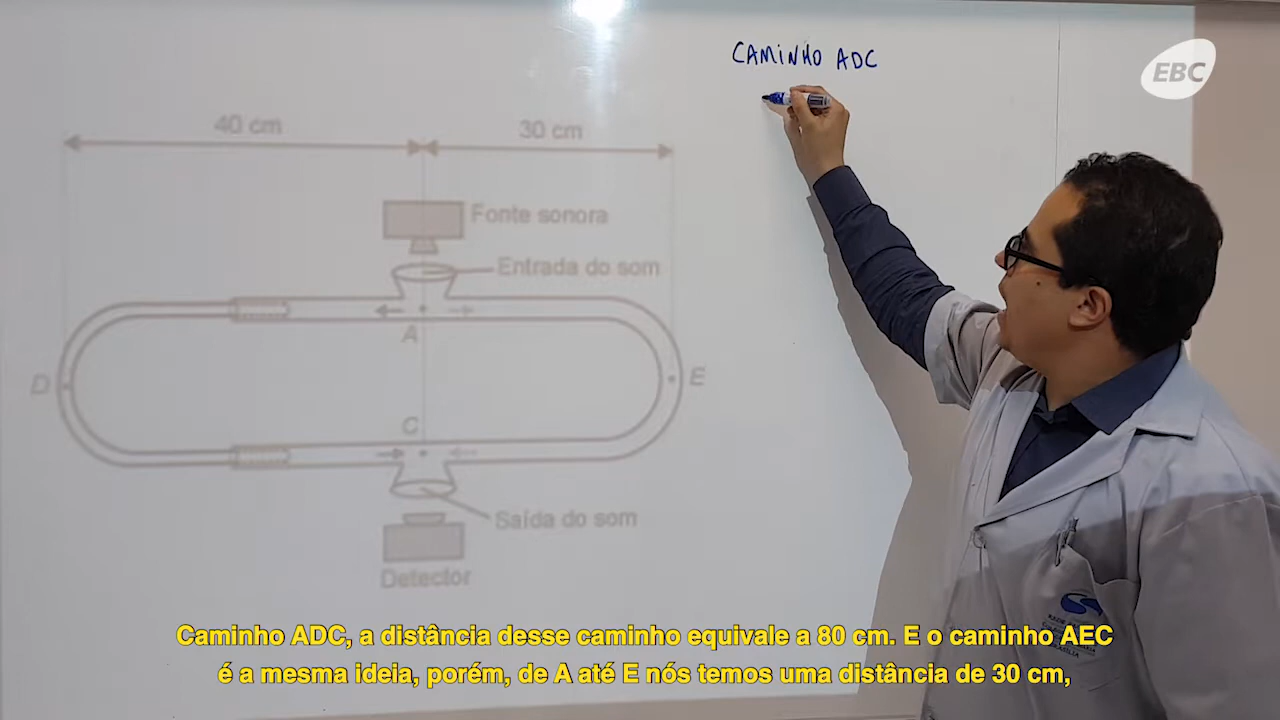 CAMINHO ADC
EBC
40 cm
30 cm
Fonte sonora
Entrada do som
A
D
E
C
Saída do som
Detector
Caminho ADC, a distância desse caminho equivale a 80 cm. E o caminho AEC
é a mesma ideia, porém, de A até E nós temos uma distância de 30 cm,